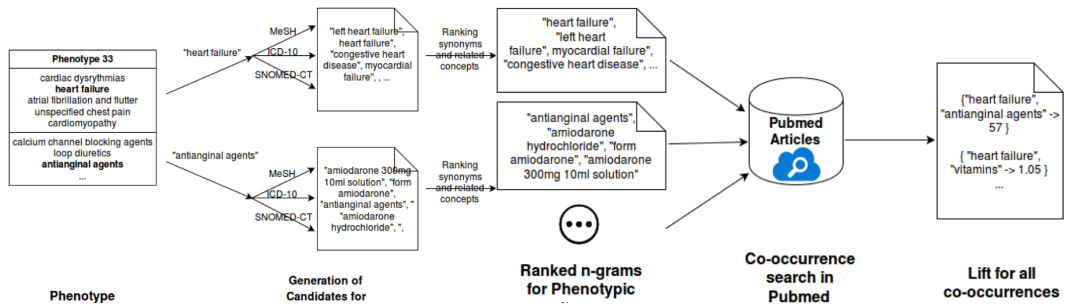 Phenotype 33
cardiac dysrythmias
heart failure
atrial fibrillation and flutter
unspecified chest pain
cardiomyopathy
calcium channel blocking agents
loop diuretics
antianginal agents
...
Phenotype
"heart failure"
"antianginal agents"
MeSH
ICD-10
SNOMED-CT
"left heart failure",
heart failure",
"congestive heart
disease", myocardial
failure", , ...
MeSH
ICD-10
SNOMED-CT
"amiodarone 300mg
10ml solution", "form
amiodarone",
"antianginal agents", "
"amiodarone
hydrochloride", ",
Generation of
Candidates for
Ranking
synonyms
and related
concepts
Ranking
synonyms
and related
concepts
"heart failure",
"left heart
failure", myocardial failure",
"congestive heart disease", ...
"antianginal agents",
"amiodarone
hydrochloride", "form
amiodarone", "amiodarone
300mg 10ml solution"
Ranked n-grams
for Phenotypic
Pubmed
Articles
Co-occurrence
search in
Pubmed
{"heart failure",
"antianginal agents" ->
57 }
{ "heart failure",
"vitamins" -> 1.05 }
...
Lift for all
co-occurrences